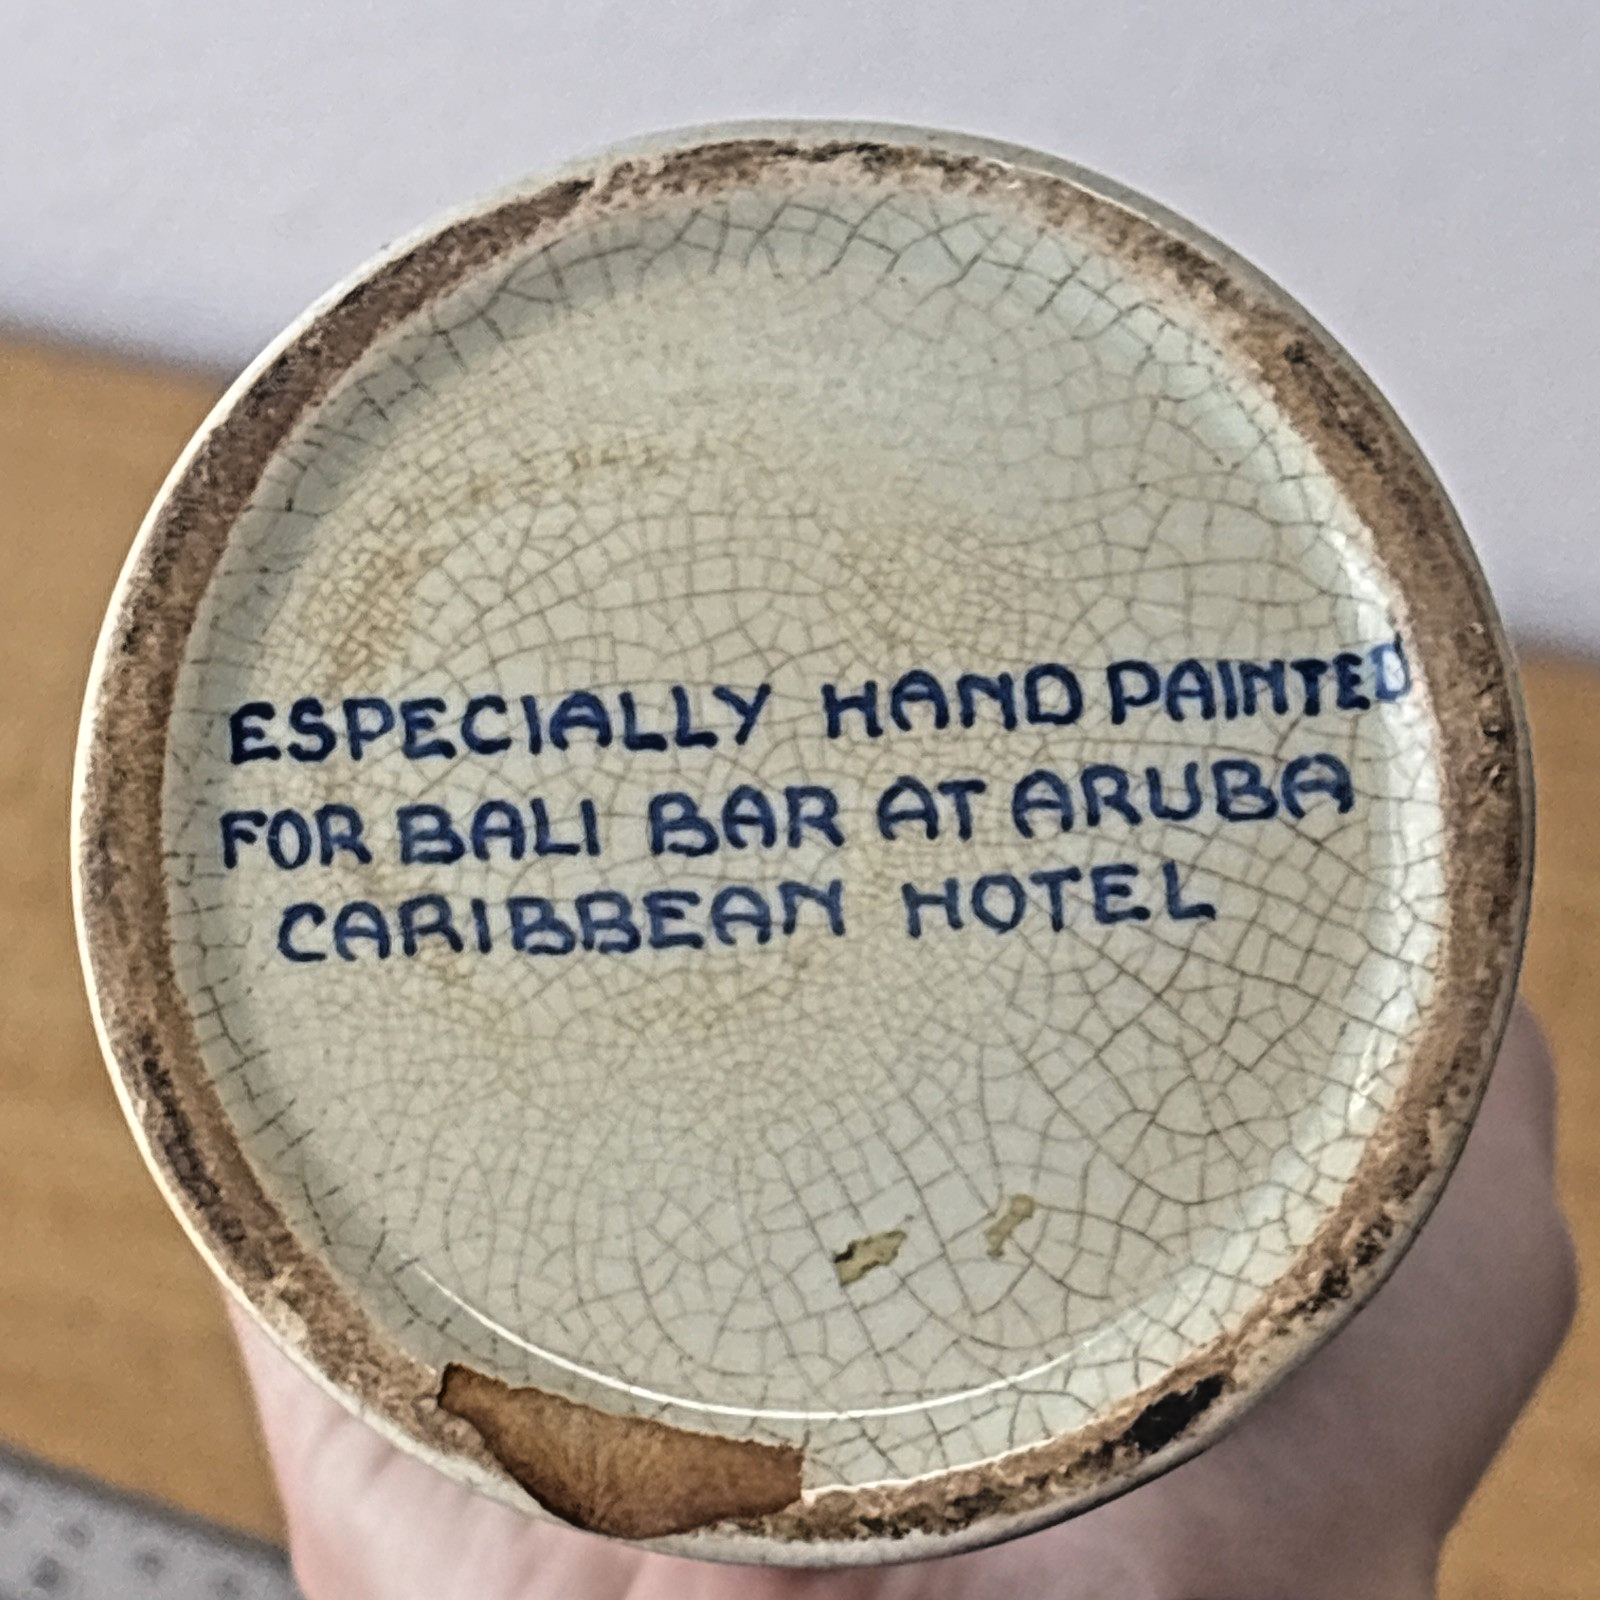 ESPECIALLY HAND PAINTED
FOR BALI BAR AT ARUBA
CARIBBEAN HOTEL